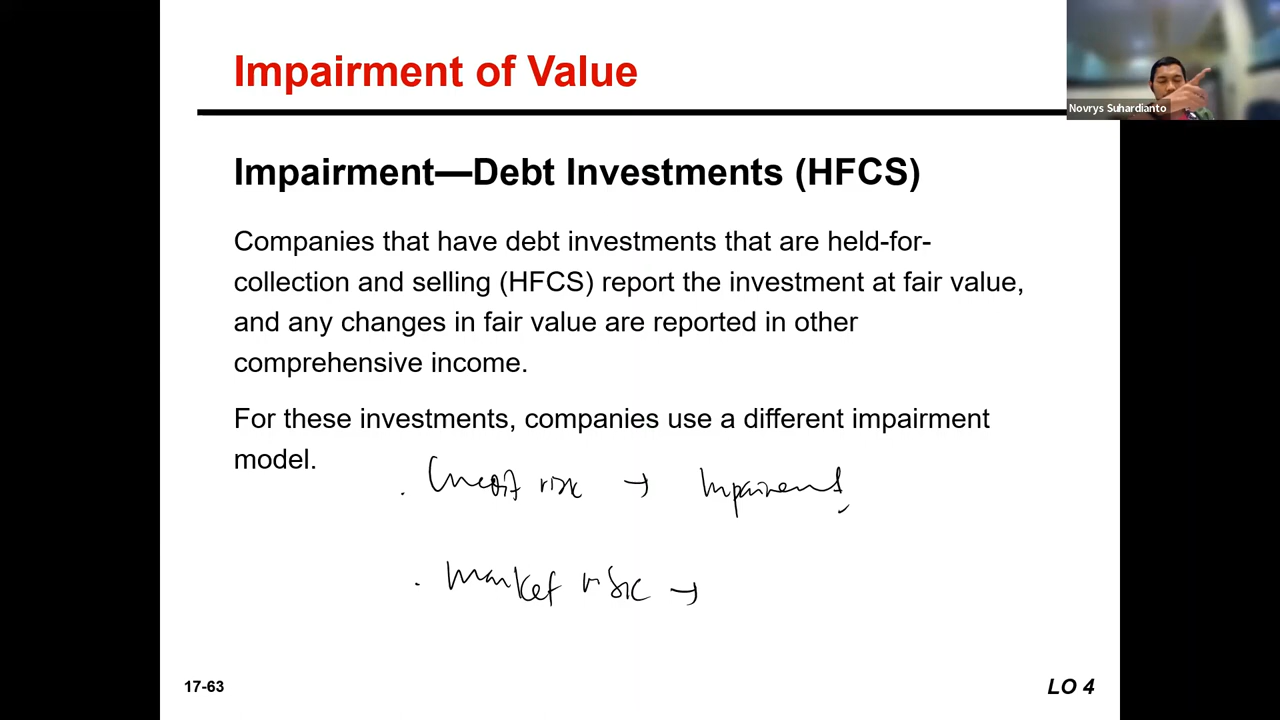 Impairment of Value
Novrys Suhardianto
Impairment—Debt Investments (HFCS)
Companies that have debt investments that are held-for-
collection and selling (HFCS) report the investment at fair value,
and any changes in fair value are reported in other
comprehensive income.
For these investments, companies use a different impairment
model.
. Credit risk → Impairment
. market risk →
17-63
LO 4